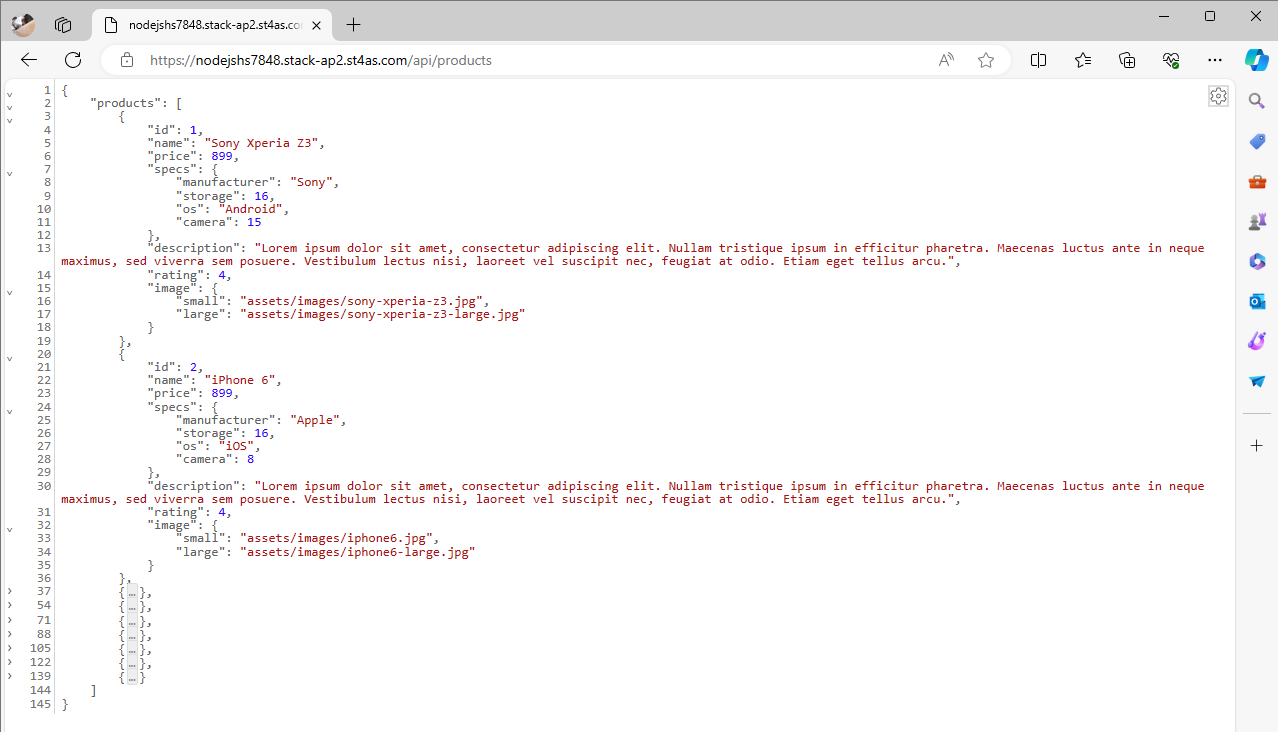 nodejshs7848.stack-ap2.st4as.co
https://nodejshs7848.stack-ap2.st4as.com/api/products
1 {
2     "products": [
3         {
4             "id": 1,
5             "name": "Sony Xperia Z3",
6             "price": 899,
7             "specs": {
8                 "manufacturer": "Sony",
9                 "storage": 16,
10                 "os": "Android",
11                 "camera": 15
12             },
13             "description": "Lorem ipsum dolor sit amet, consectetur adipiscing elit. Nullam tristique ipsum in efficitur pharetra. Maecenas luctus ante in neque
maximus, sed viverra sem posuere. Vestibulum lectus nisi, laoreet vel suscipit nec, feugiat at odio. Etiam eget tellus arcu.",
14             "rating": 4,
15             "image": {
16                 "small": "assets/images/sony-xperia-z3.jpg",
17                 "large": "assets/images/sony-xperia-z3-large.jpg"
18             }
19         },
20         {
21             "id": 2,
22             "name": "iPhone 6",
23             "price": 899,
24             "specs": {
25                 "manufacturer": "Apple",
26                 "storage": 16,
27                 "os": "iOS",
28                 "camera": 8
29             },
30             "description": "Lorem ipsum dolor sit amet, consectetur adipiscing elit. Nullam tristique ipsum in efficitur pharetra. Maecenas luctus ante in neque
maximus, sed viverra sem posuere. Vestibulum lectus nisi, laoreet vel suscipit nec, feugiat at odio. Etiam eget tellus arcu.",
31             "rating": 4,
32             "image": {
33                 "small": "assets/images/iphone6.jpg",
34                 "large": "assets/images/iphone6-large.jpg"
35             }
36         },
37         {…},
54         {…},
71         {…},
88         {…},
105         {…},
122         {…},
139         {…}
144     ]
145 }